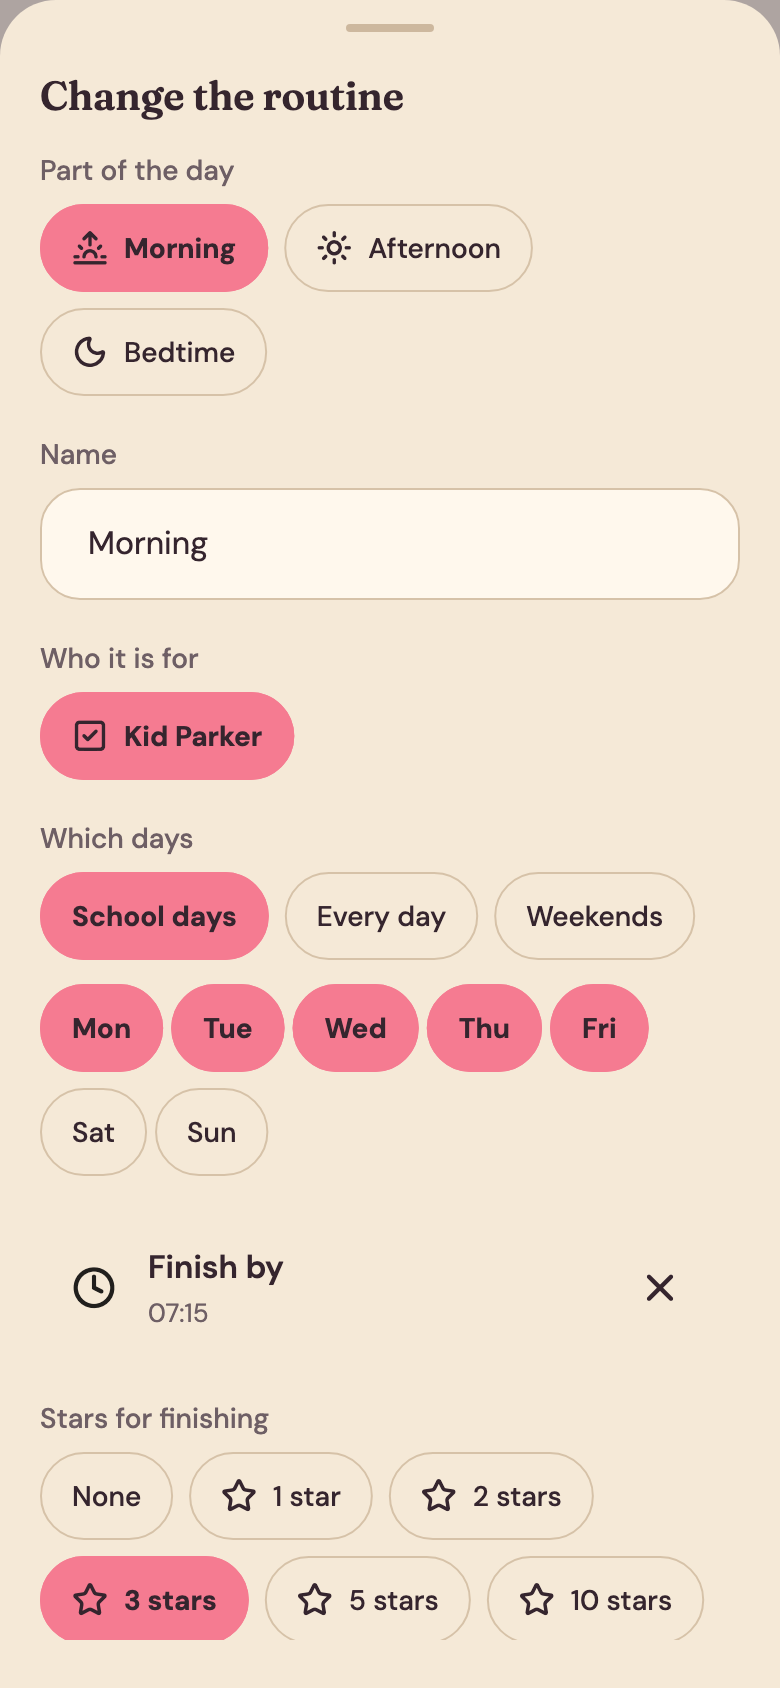 Change the routine
Part of the day
Morning Afternoon
Bedtime
Name
Morning
Who it is for
Kid Parker
Which days
School days Every day Weekends
Mon Tue Wed Thu Fri
Sat Sun
Finish by
07:15
Stars for finishing
None 1 star 2 stars
3 stars 5 stars 10 stars